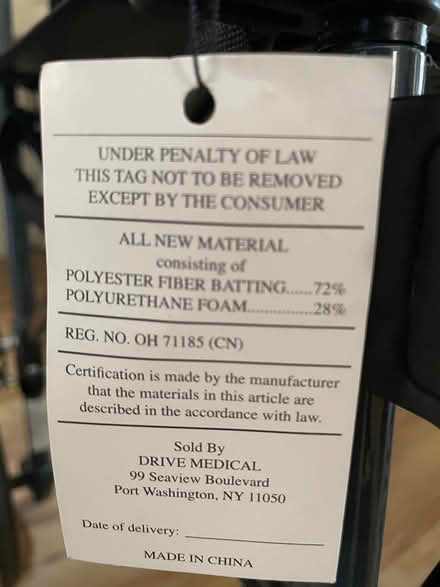 UNDER PENALTY OF LAW
THIS TAG NOT TO BE REMOVED
EXCEPT BY THE CONSUMER
ALL NEW MATERIAL
consisting of
POLYESTER FIBER BATTING......72%
POLYURETHANE FOAM................28%
REG. NO. OH 71185 (CN)
Certification is made by the manufacturer
that the materials in this article are
described in the accordance with law.
Sold By
DRIVE MEDICAL
99 Seaview Boulevard
Port Washington, NY 11050
Date of delivery: ____________________
MADE IN CHINA